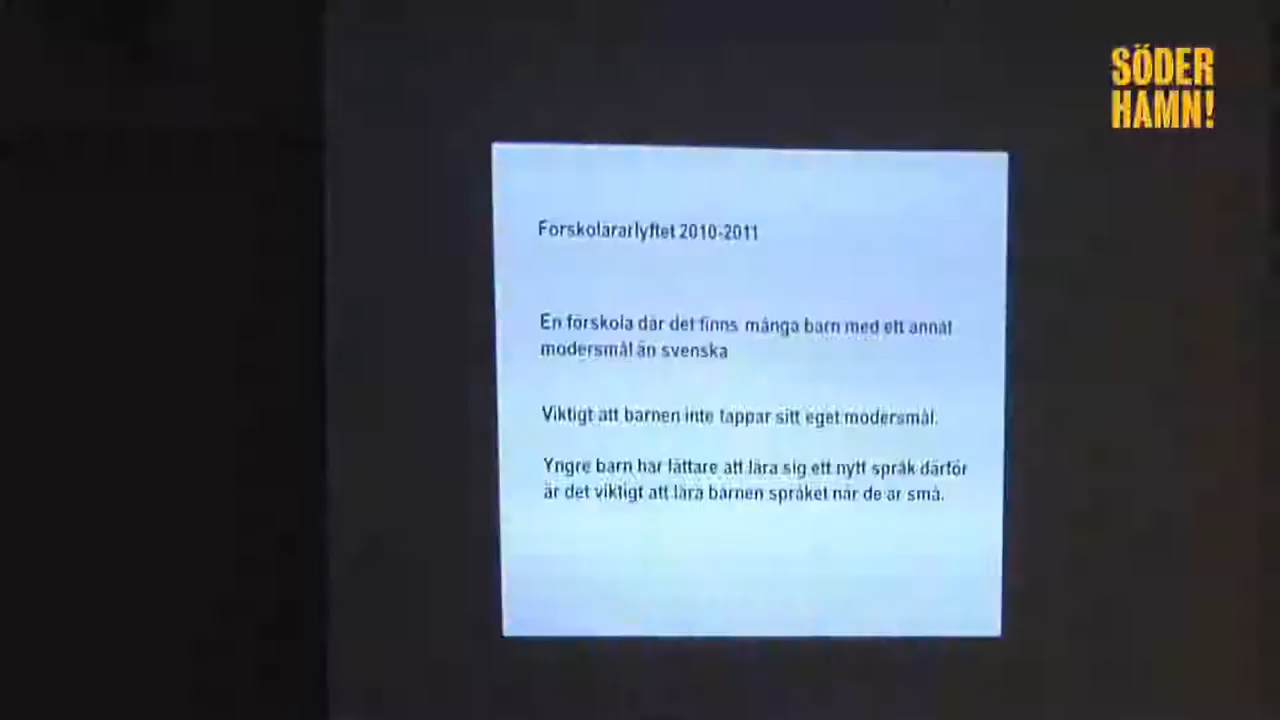 SÖDER
HAMN!
Förskolärarlyftet 2010-2011
En förskola där det finns många barn med ett annat
modersmål än svenska
Viktigt att barnen inte tappar sitt eget modersmål.
Yngre barn har lättare att lära sig ett nytt språk därför
är det viktigt att lära barnen språket när de är små.